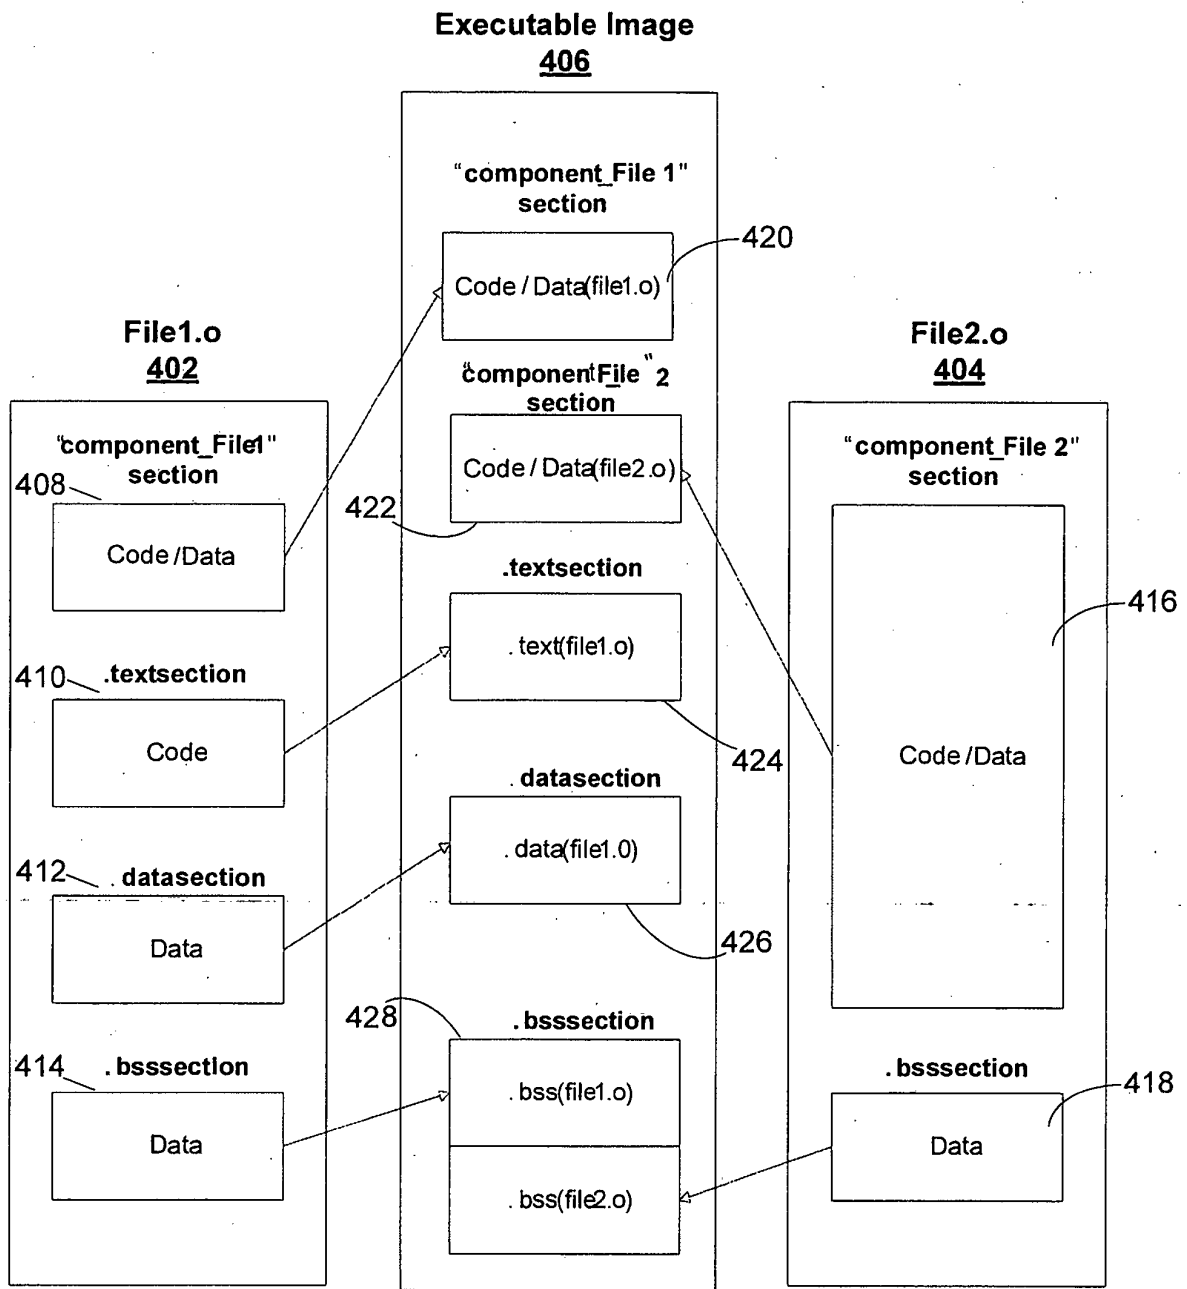 Executable Image
406
"component_File 1"
section
420
Code / Data(file1.o)
File1.o
402
File2.o
404
"component_File1"
section
408
Code /Data
"componentFile "2
section
Code / Data(file2.o)
422
"component_File 2"
section
416
Code /Data
.textsection
.text(file1.o)
424
410
.textsection
Code
.datasection
.data(file1.0)
426
412
.datasection
Data
428
.bsssection
.bss(file1.o)
.bss(file2.o)
414
.bsssection
Data
.bsssection
418
Data